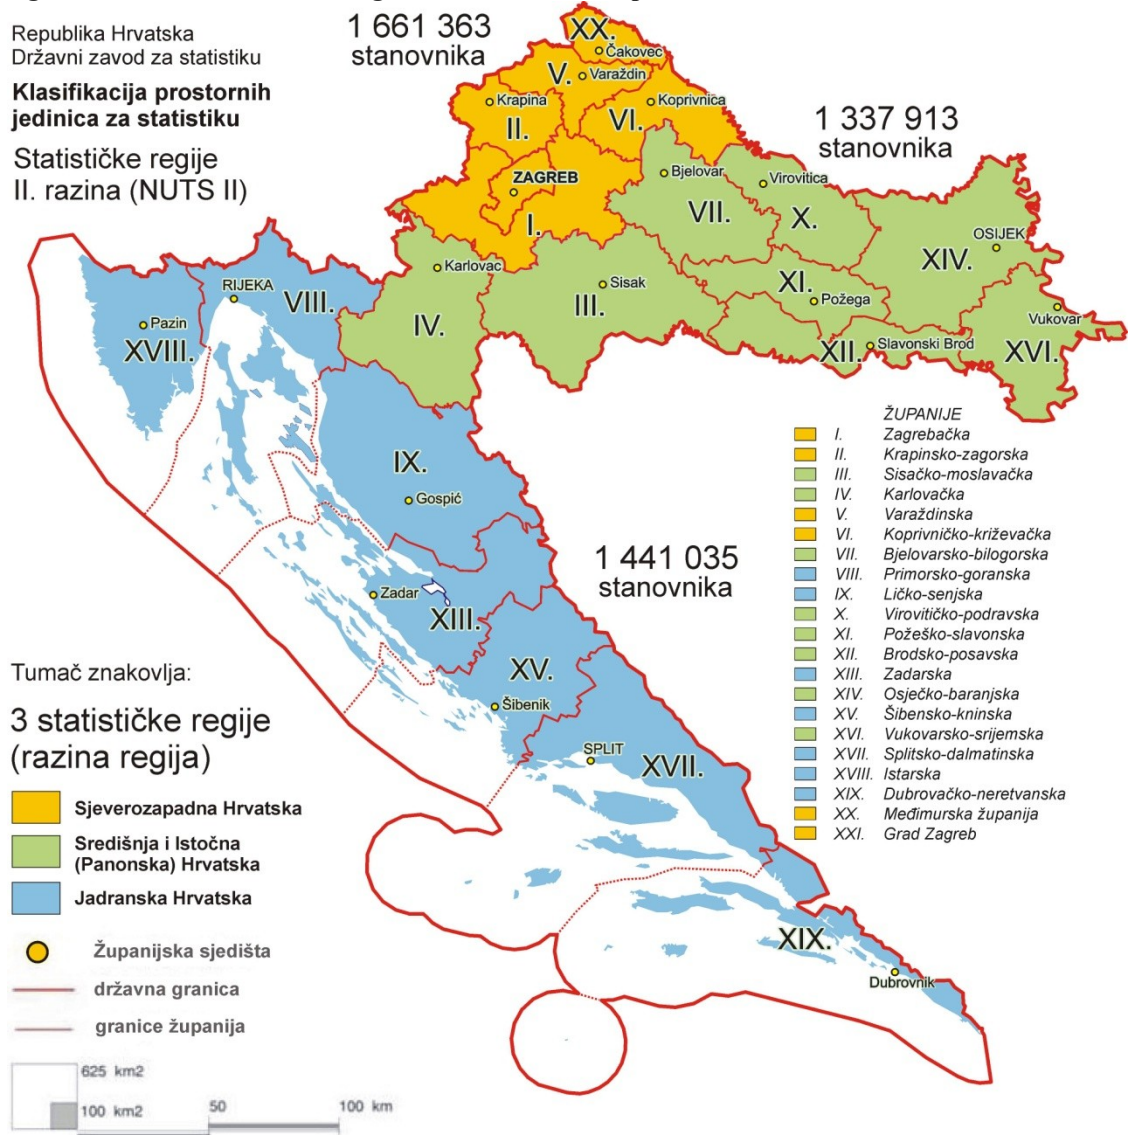 Republika Hrvatska
Državni zavod za statistiku
Klasifikacija prostornih
jedinica za statistiku
Statističke regije
II. razina (NUTS II)
1 661 363
stanovnika
1 337 913
stanovnika
1 441 035
stanovnika
XX.
Čakovec
V.
Varaždin
Krapina
II.
Koprivnica
VI.
ZAGREB
I.
Bjelovar
VII.
Virovitica
X.
OSIJEK
XIV.
Karlovac
IV.
Sisak
III.
XI.
Požega
XII.
Slavonski Brod
Vukovar
XVI.
RIJEKA
VIII.
Pazin
XVIII.
IX.
Gospić
Zadar
XIII.
XV.
Šibenik
SPLIT
XVII.
XIX.
Dubrovnik
ŽUPANIJE
I. Zagrebačka
II. Krapinsko-zagorska
III. Sisačko-moslavačka
IV. Karlovačka
V. Varaždinska
VI. Koprivničko-križevačka
VII. Bjelovarsko-bilogorska
VIII. Primorsko-goranska
IX. Ličko-senjska
X. Virovitičko-podravska
XI. Požeško-slavonska
XII. Brodsko-posavska
XIII. Zadarska
XIV. Osječko-baranjska
XV. Šibensko-kninska
XVI. Vukovarsko-srijemska
XVII. Splitsko-dalmatinska
XVIII. Istarska
XIX. Dubrovačko-neretvanska
XX. Međimurska županija
XXI. Grad Zagreb
Tumač znakovlja:
3 statističke regije
(razina regija)
Sjeverozapadna Hrvatska
Središnja i Istočna
(Panonska) Hrvatska
Jadranska Hrvatska
Županijska sjedišta
državna granica
granice županija
625 km2
100 km2
50
100 km